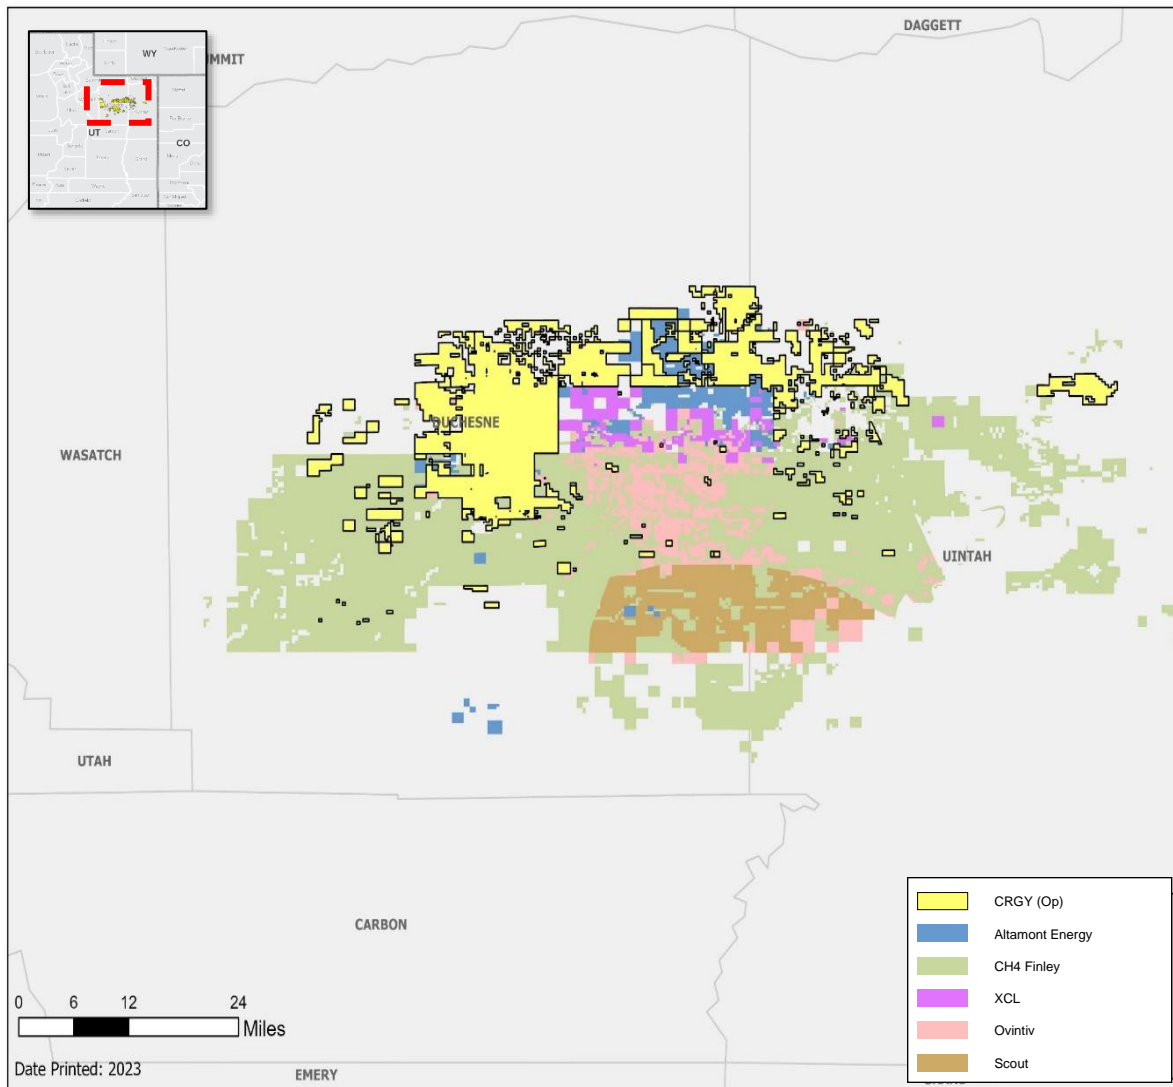 DAGGETT
UMMIT
WY
UT
CO
DUCHESNE
WASATCH
UINTAH
UTAH
CARBON
CRGY (Op)
Altamont Energy
CH4 Finley
XCL
Ovintiv
Scout
0 6 12 24
Miles
Date Printed: 2023
EMERY